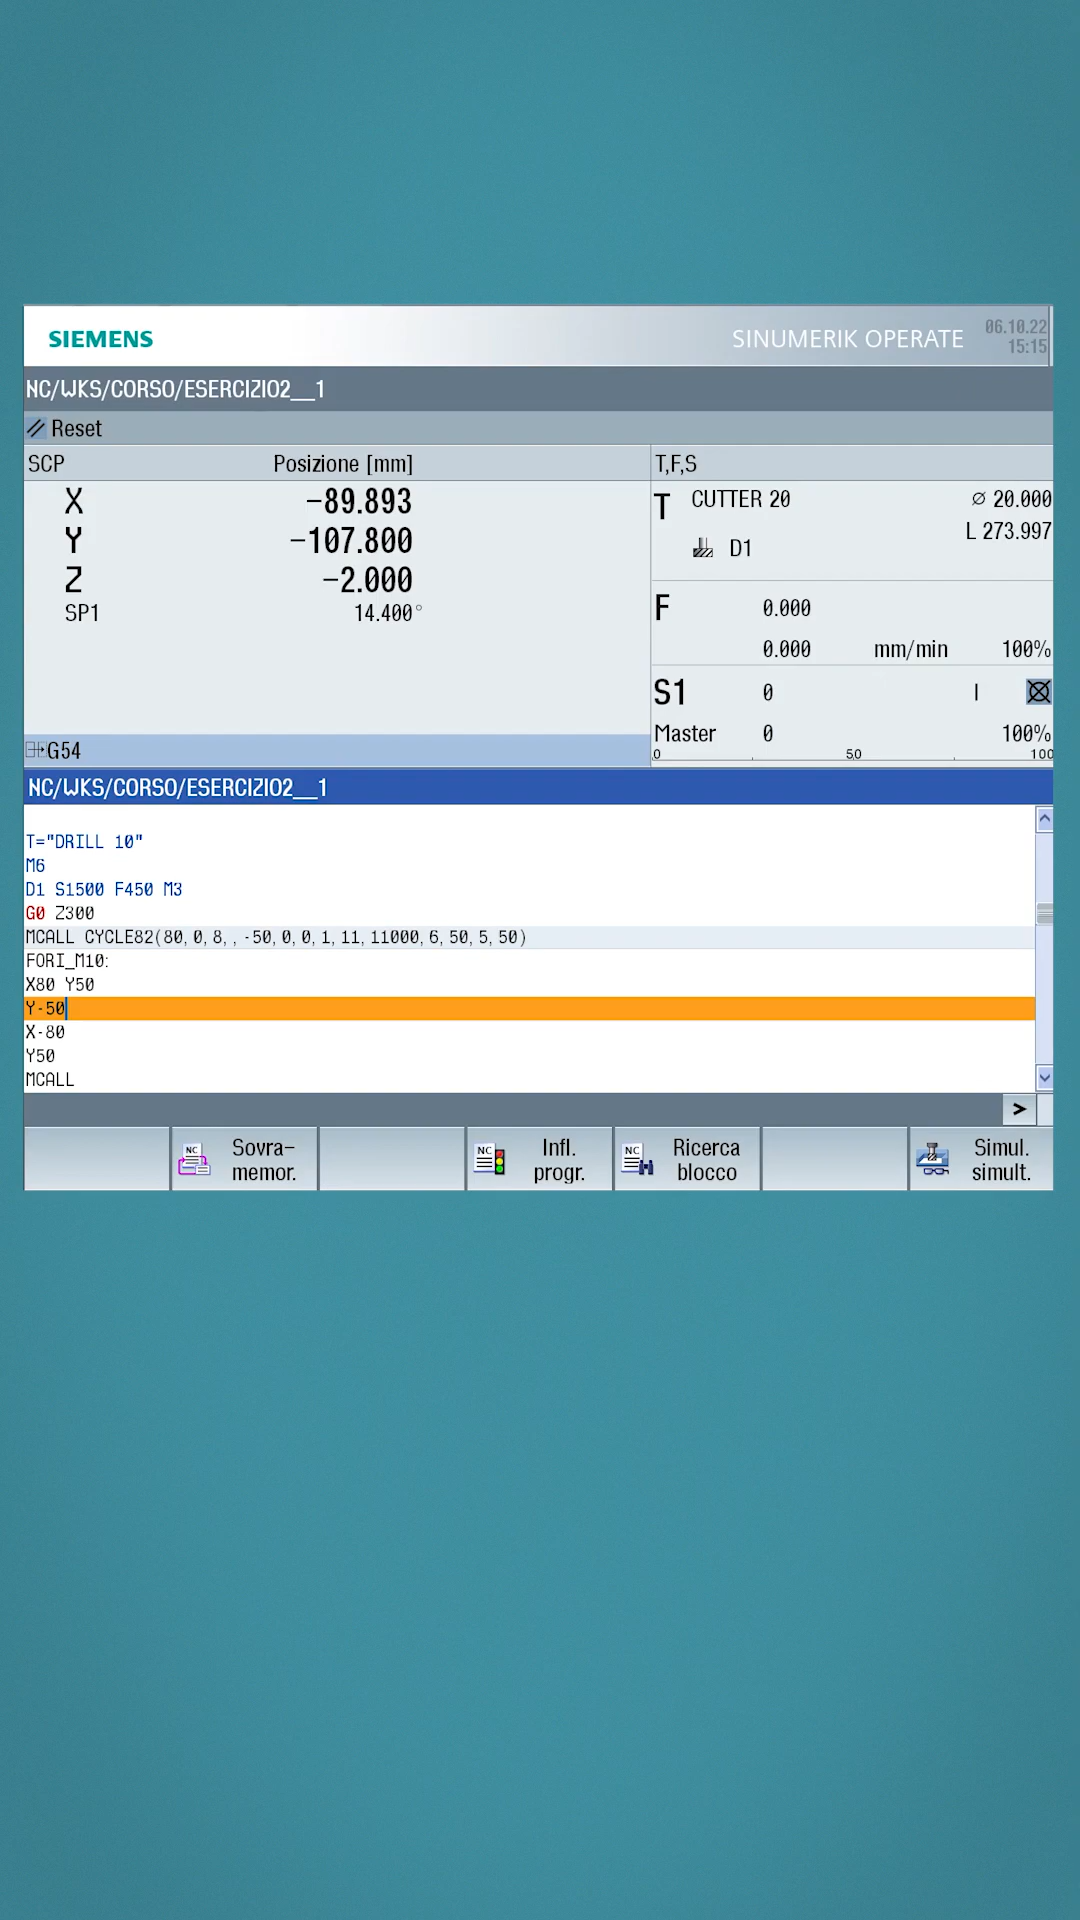 SIEMENS
SINUMERIK OPERATE
06.10.22
15:15
NC/WKS/CORSO/ESERCIZIO2__1
Reset
SCP Posizione [mm]
X -89.893
Y -107.800
Z -2.000
SP1 14.400°
G54
T,F,S
T CUTTER 20 ⌀ 20.000
L 273.997
D1
F 0.000
0.000 mm/min 100%
S1 0 I
Master 0 100%
0 50 100
NC/WKS/CORSO/ESERCIZIO2__1
T="DRILL 10"
M6
D1 S1500 F450 M3
G0 Z300
MCALL CYCLE82(80,0,8,,-50,0,0,1,11,11000,6,50,5,50)
FORI_M10:
X80 Y50
Y-50
X-80
Y50
MCALL
>
NC Sovra-
memor.
NC Infl.
progr.
NC Ricerca
blocco
Simul.
simult.